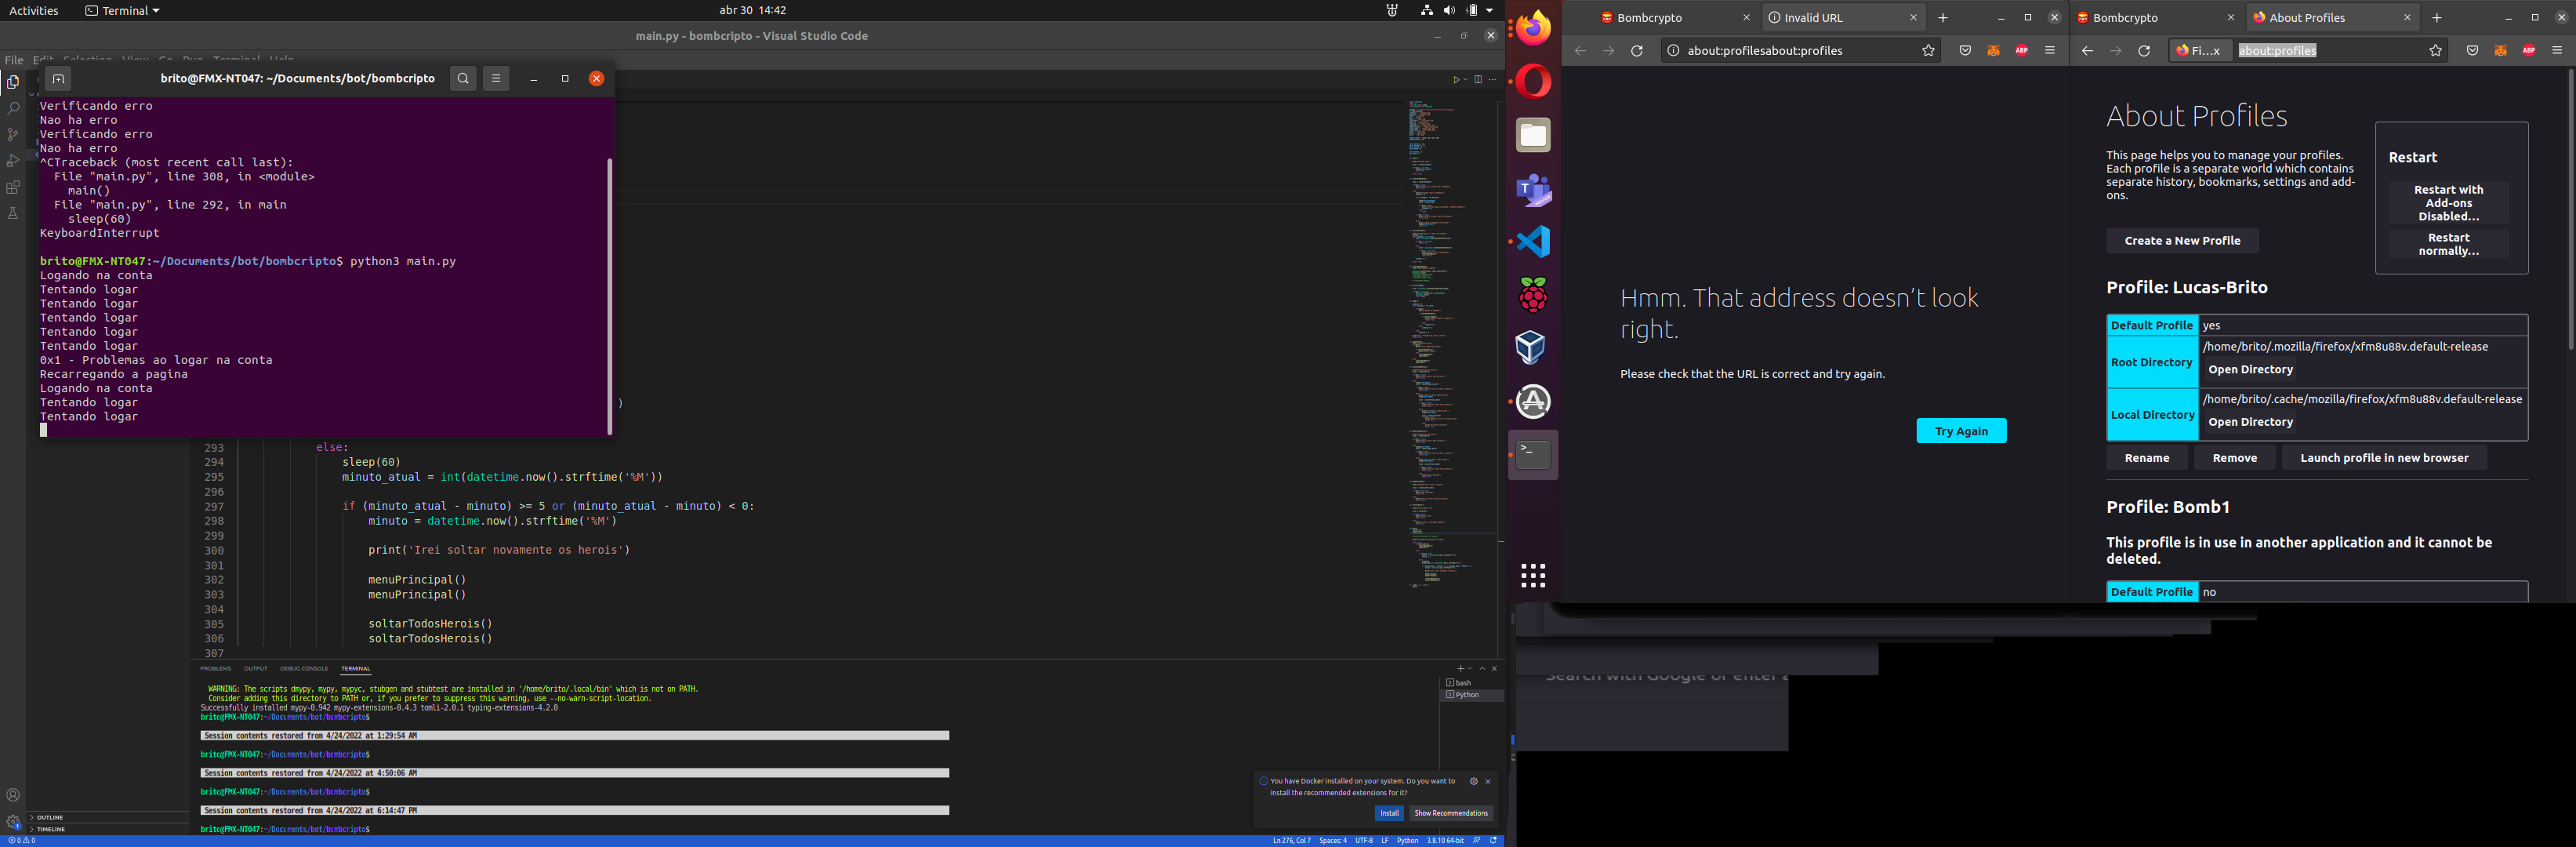 Activities
Terminal
abr 30 14:42
main.py - bombcripto - Visual Studio Code
File Edit Selection View Go Run Terminal Help
brito@FMX-NT047: ~/Documents/bot/bombcripto
Verificando erro
Nao ha erro
Verificando erro
Nao ha erro
^CTraceback (most recent call last):
File "main.py", line 308, in <module>
main()
File "main.py", line 292, in main
sleep(60)
KeyboardInterrupt
brito@FMX-NT047:~/Documents/bot/bombcripto$ python3 main.py
Logando na conta
Tentando logar
Tentando logar
Tentando logar
Tentando logar
Tentando logar
0x1 - Problemas ao logar na conta
Recarregando a pagina
Logando na conta
Tentando logar
Tentando logar
)
293 else:
294 sleep(60)
295 minuto_atual = int(datetime.now().strftime('%M'))
296
297 if (minuto_atual - minuto) >= 5 or (minuto_atual - minuto) < 0:
298 minuto = datetime.now().strftime('%M')
299
300 print('Irei soltar novamente os herois')
301
302 menuPrincipal()
303 menuPrincipal()
304
305 soltarTodosHerois()
306 soltarTodosHerois()
307
PROBLEMS OUTPUT DEBUG CONSOLE TERMINAL
WARNING: The scripts dmypy, mypy, mypyc, stubgen and stubtest are installed in '/home/brito/.local/bin' which is not on PATH.
Consider adding this directory to PATH or, if you prefer to suppress this warning, use --no-warn-script-location.
Successfully installed mypy-0.942 mypy-extensions-0.4.3 tomli-2.0.1 typing-extensions-4.2.0
brito@FMX-NT047:~/Documents/bot/bombcripto$
Session contents restored from 4/24/2022 at 1:29:54 AM
brito@FMX-NT047:~/Documents/bot/bombcripto$
Session contents restored from 4/24/2022 at 4:50:06 AM
brito@FMX-NT047:~/Documents/bot/bombcripto$
Session contents restored from 4/24/2022 at 6:14:47 PM
brito@FMX-NT047:~/Documents/bot/bombcripto$
bash
Python
You have Docker installed on your system. Do you want to
install the recommended extensions for it?
Install
Show Recommendations
OUTLINE
TIMELINE
0 0
Ln 276, Col 7 Spaces: 4 UTF-8 LF Python 3.8.10 64-bit
Bombcrypto
Invalid URL
about:profilesabout:profiles
ABP
Hmm. That address doesn't look
right.
Please check that the URL is correct and try again.
Try Again
Bombcrypto
About Profiles
Fi...x
about:profiles
ABP
About Profiles
This page helps you to manage your profiles.
Each profile is a separate world which contains
separate history, bookmarks, settings and add-
ons.
Create a New Profile
Restart
Restart with
Add-ons
Disabled...
Restart
normally...
Profile: Lucas-Brito
Default Profile yes
Root Directory
/home/brito/.mozilla/firefox/xfm8u88v.default-release
Open Directory
Local Directory
/home/brito/.cache/mozilla/firefox/xfm8u88v.default-release
Open Directory
Rename
Remove
Launch profile in new browser
Profile: Bomb1
This profile is in use in another application and it cannot be
deleted.
Default Profile no
Search with Google or enter a